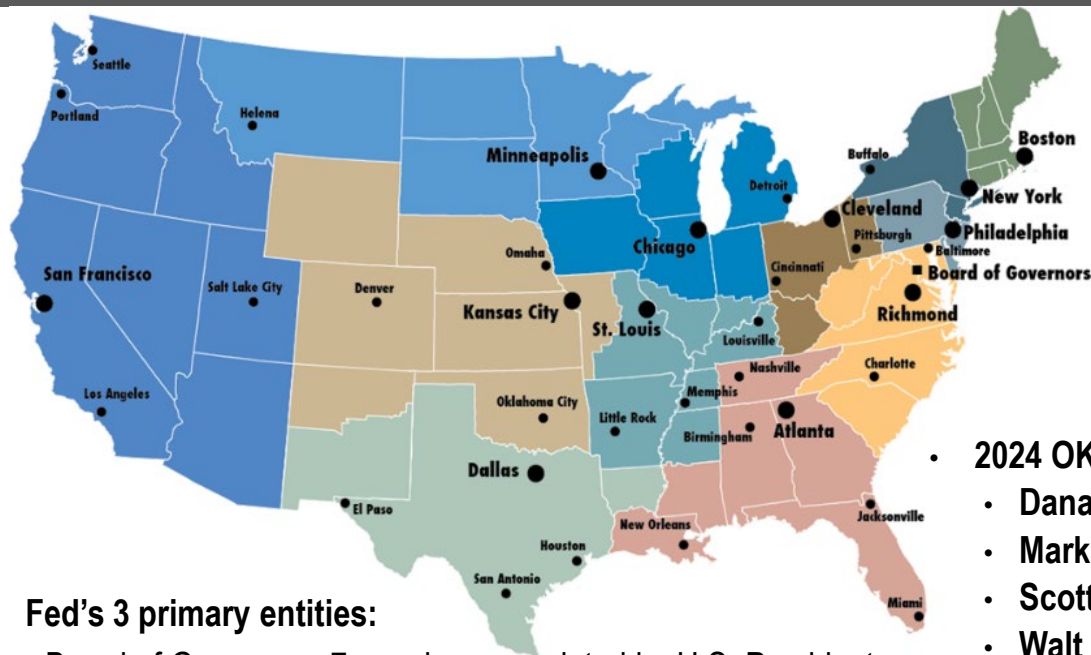 Seattle
Portland
Helena
Minneapolis
Boston
Buffalo
Detroit
New York
Cleveland
Chicago
Philadelphia
Pittsburgh
Baltimore
Omaha
Cincinnati
Board of Governors
San Francisco
Salt Lake City
Denver
Kansas City
St. Louis
Richmond
Louisville
Nashville
Charlotte
Los Angeles
Memphis
Oklahoma City
Little Rock
Birmingham
Atlanta
• 2024 OK
Dallas
• Dana
El Paso
Jacksonville
New Orleans
• Mark
Houston
San Antonio
• Scott
Miami
Fed's 3 primary entities:
• Walt